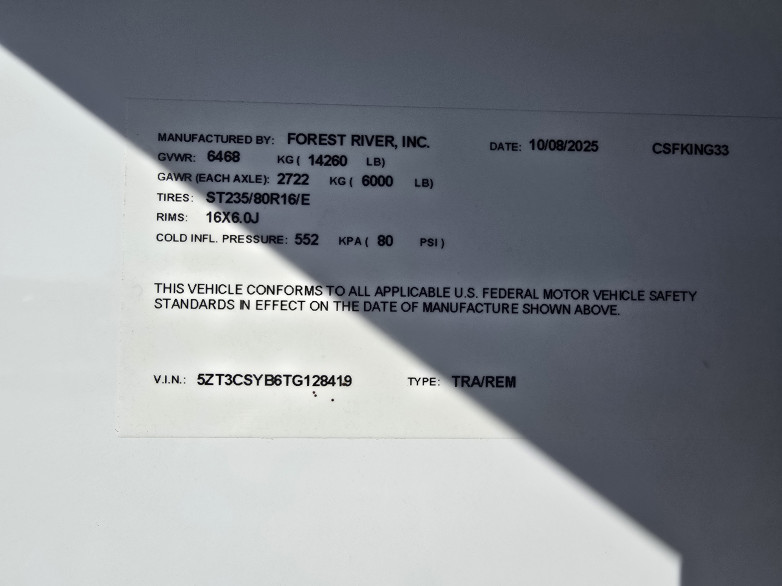 MANUFACTURED BY: FOREST RIVER, INC. DATE: 10/08/2025 CSFKING33
GVWR: 6468 KG ( 14260 LB)
GAWR (EACH AXLE): 2722 KG ( 6000 LB)
TIRES: ST235/80R16/E
RIMS: 16X6.0J
COLD INFL. PRESSURE: 552 KPA ( 80 PSI )
THIS VEHICLE CONFORMS TO ALL APPLICABLE U.S. FEDERAL MOTOR VEHICLE SAFETY
STANDARDS IN EFFECT ON THE DATE OF MANUFACTURE SHOWN ABOVE.
V.I.N.: 5ZT3CSYB6TG128419 TYPE: TRA/REM